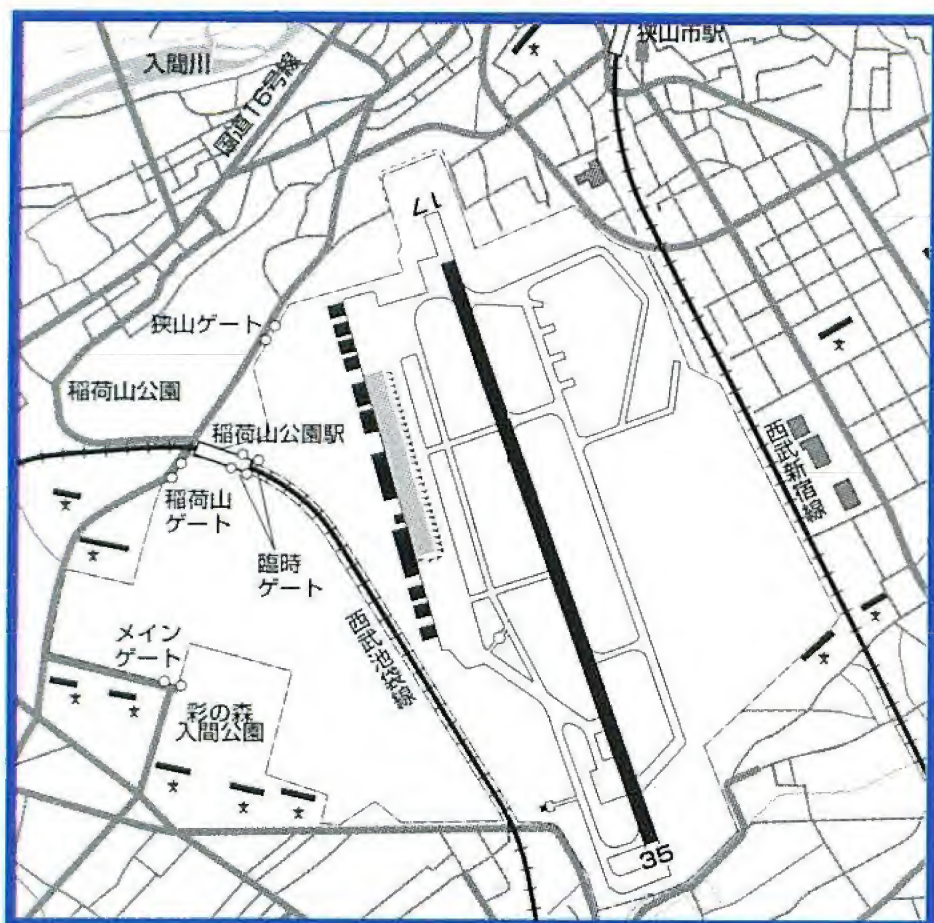 狭山市駅
入間川
国道16号線
17
狭山ゲート
稲荷山公園
稲荷山公園駅
稲荷山
ゲート
臨時
ゲート
西武新宿線
西武池袋線
メイン
ゲート
彩の森
入間公園
35